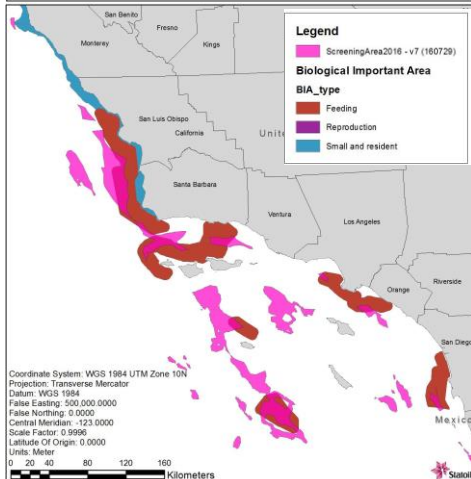 San Benito
Fresno
Monterey
Kings
San Luis Obispo
California
Unit
Santa Barbara
Ventura
Los Angeles
Orange
Riverside
San Diego
Mexico
Legend
ScreeningArea2016 - v7 (160729)
Biological Important Area
BIA_type
Feeding
Reproduction
Small and resident
Coordinate System: WGS 1984 UTM Zone 10N
Projection: Transverse Mercator
Datum: WGS 1984
False Easting: 500,000.0000
False Northing: 0.0000
Central Meridian: -123.0000
Scale Factor: 0.9996
Latitude Of Origin: 0.0000
Units: Meter
0 20 40 80 120 160
Kilometers
Statoil